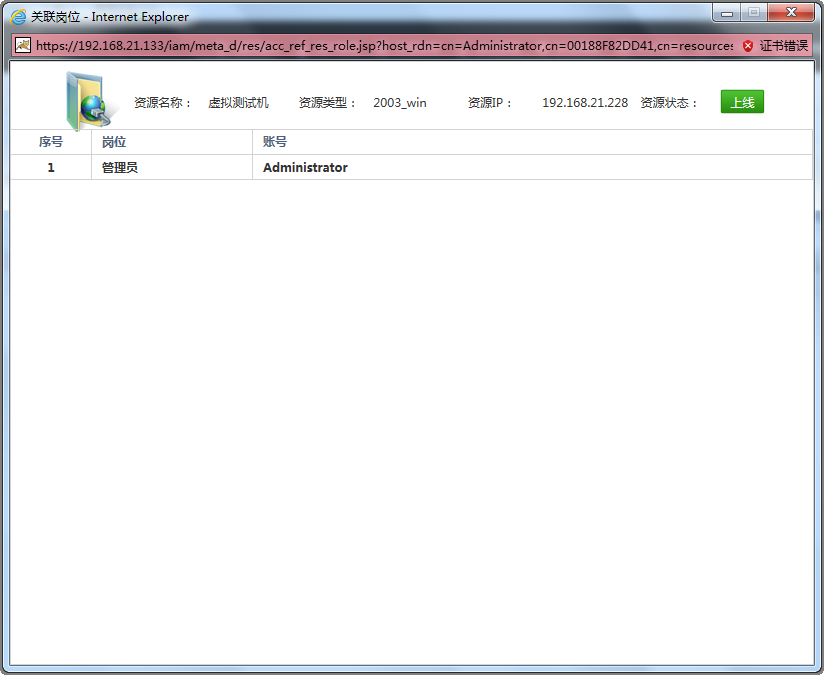 关联岗位 - Internet Explorer
https://192.168.21.133/iam/meta_d/res/acc_ref_res_role.jsp?host_rdn=cn=Administrator,cn=00188F82DD41,cn=resources 证书错误
资源名称： 虚拟测试机 资源类型： 2003_win 资源IP： 192.168.21.228 资源状态： 上线
序号 岗位 账号
1 管理员 Administrator